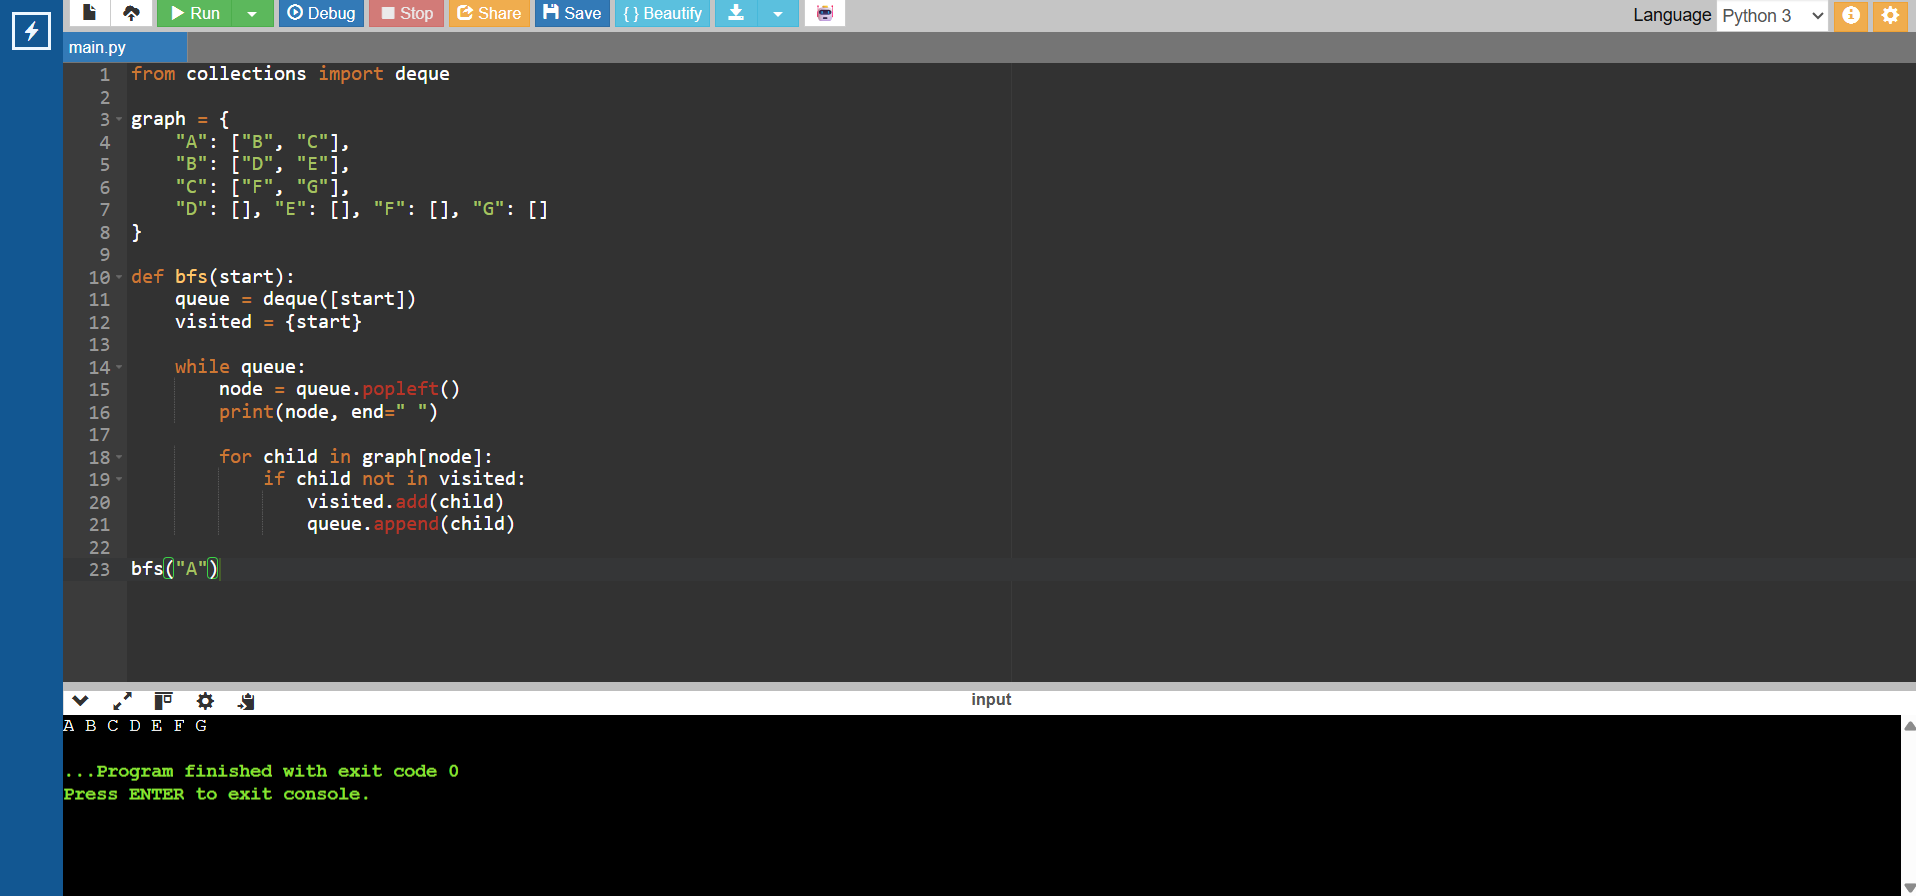 Run Debug Stop Share Save { } Beautify Language Python 3
main.py
1 from collections import deque
2
3 graph = {
4     "A": ["B", "C"],
5     "B": ["D", "E"],
6     "C": ["F", "G"],
7     "D": [], "E": [], "F": [], "G": []
8 }
9
10 def bfs(start):
11     queue = deque([start])
12     visited = {start}
13
14     while queue:
15         node = queue.popleft()
16         print(node, end=" ")
17
18         for child in graph[node]:
19             if child not in visited:
20                 visited.add(child)
21                 queue.append(child)
22
23 bfs("A")
input
A B C D E F G
...Program finished with exit code 0
Press ENTER to exit console.